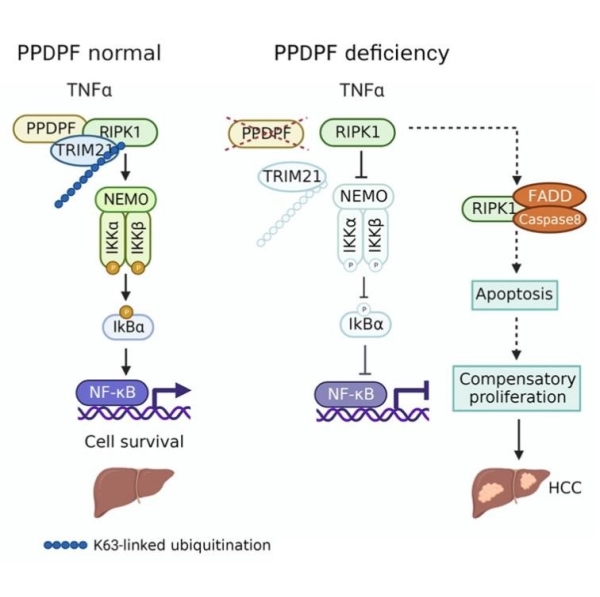 PPDPF normal
PPDPF deficiency
TNFα
TNFα
PPDPF
RIPK1
TRIM21
NEMO
IKKα
IKKβ
P
P
P
IkBα
NF-κB
Cell survival
PPDPF
RIPK1
TRIM21
NEMO
IKKα
IKKβ
P
P
P
IkBα
NF-κB
RIPK1
FADD
Caspase8
Apoptosis
Compensatory
proliferation
HCC
K63-linked ubiquitination